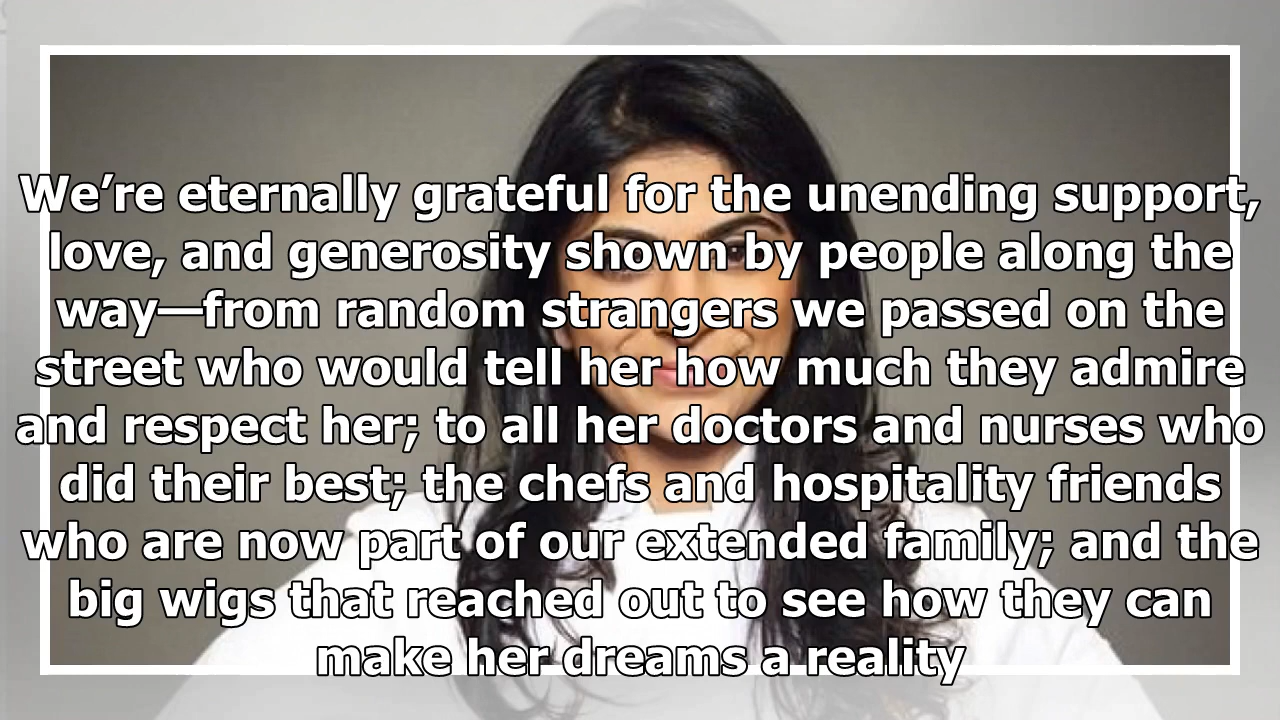 We’re eternally grateful for the unending support,
love, and generosity shown by people along the
way—from random strangers we passed on the
street who would tell her how much they admire
and respect her; to all her doctors and nurses who
did their best; the chefs and hospitality friends
who are now part of our extended family; and the
big wigs that reached out to see how they can
make her dreams a reality